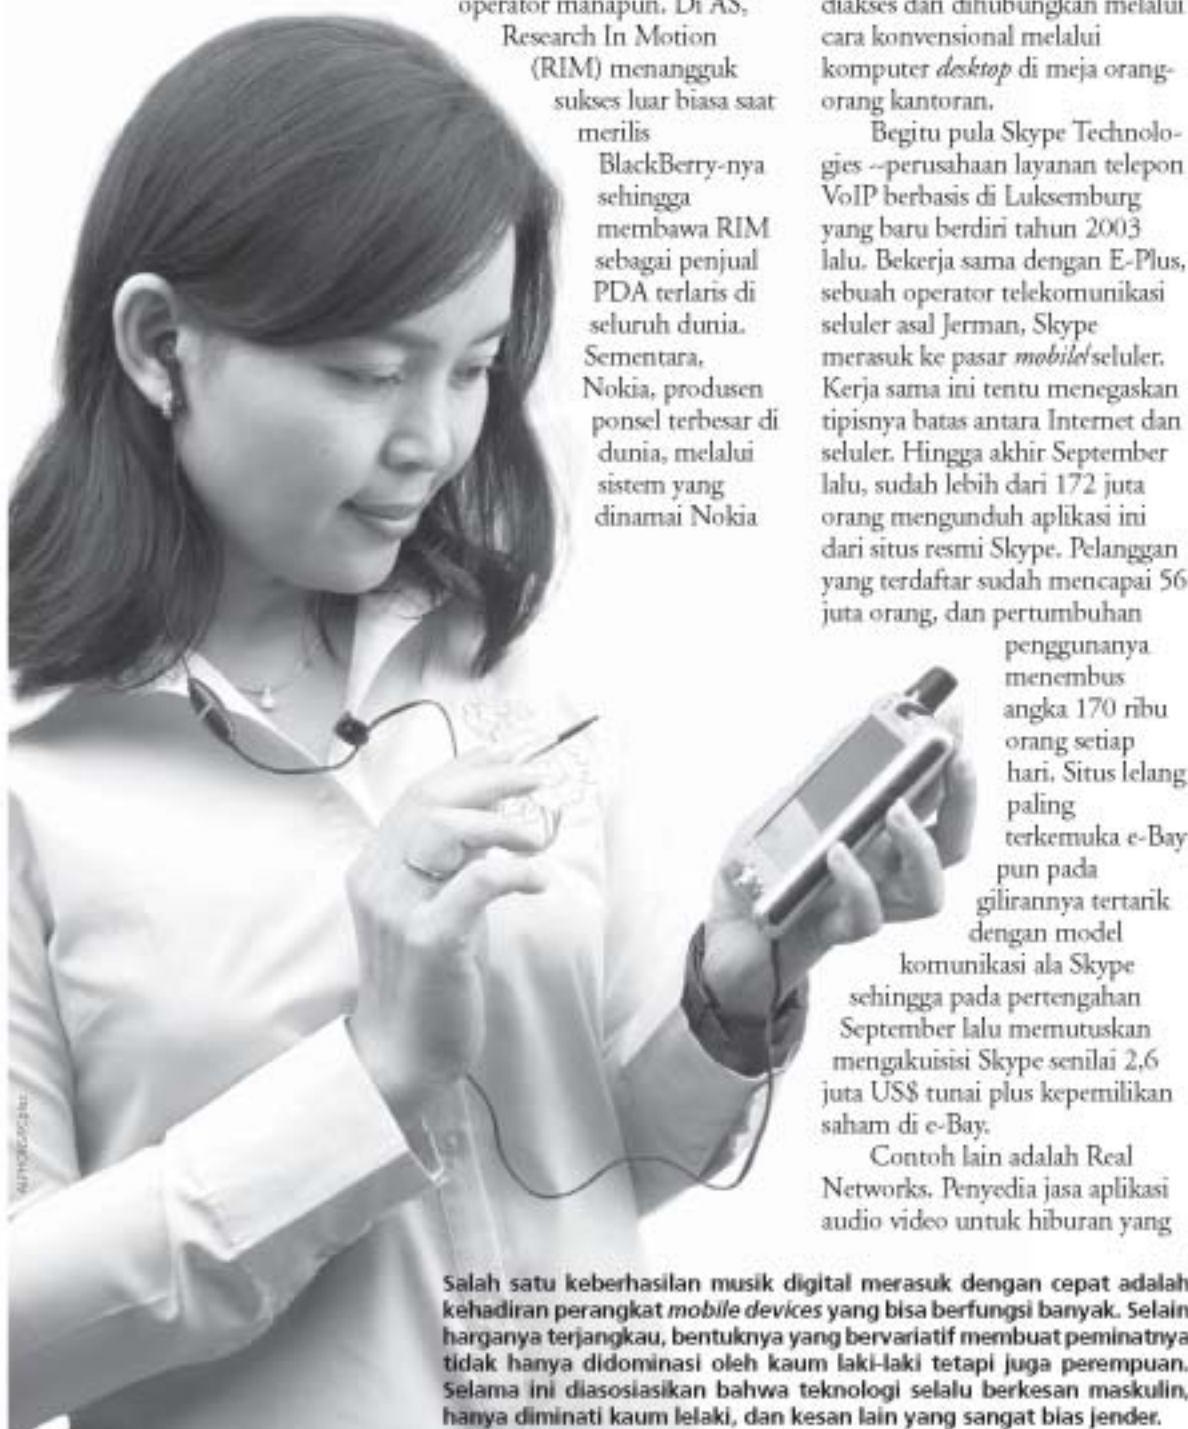 operator manapun. Di AS,
Research In Motion
(RIM) menangguk
sukses luar biasa saat
merilis
BlackBerry-nya
sehingga
membawa RIM
sebagai penjual
PDA terlaris di
seluruh dunia.
Sementara,
Nokia, produsen
ponsel terbesar di
dunia, melalui
sistem yang
dinamai Nokia
diakses dan dihubungkan melalui
cara konvensional melalui
komputer desktop di meja orang-
orang kantoran.
Begitu pula Skype Technolo-
gies --perusahaan layanan telepon
VoIP berbasis di Luksemburg
yang baru berdiri tahun 2003
lalu. Bekerja sama dengan E-Plus,
sebuah operator telekomunikasi
seluler asal Jerman, Skype
merasuk ke pasar mobile/seluler.
Kerja sama ini tentu menegaskan
tipisnya batas antara Internet dan
seluler. Hingga akhir September
lalu, sudah lebih dari 172 juta
orang mengunduh aplikasi ini
dari situs resmi Skype. Pelanggan
yang terdaftar sudah mencapai 56
juta orang, dan pertumbuhan
penggunanya
menembus
angka 170 ribu
orang setiap
hari. Situs lelang
paling
terkemuka e-Bay
pun pada
gilirannya tertarik
dengan model
komunikasi ala Skype
sehingga pada pertengahan
September lalu memutuskan
mengakuisisi Skype senilai 2,6
juta US$ tunai plus kepemilikan
saham di e-Bay.
Contoh lain adalah Real
Networks. Penyedia jasa aplikasi
audio video untuk hiburan yang
Salah satu keberhasilan musik digital merasuk dengan cepat adalah
kehadiran perangkat mobile devices yang bisa berfungsi banyak. Selain
harganya terjangkau, bentuknya yang bervariatif membuat peminatnya
tidak hanya didominasi oleh kaum laki-laki tetapi juga perempuan.
Selama ini diasosiasikan bahwa teknologi selalu berkesan maskulin,
hanya diminati kaum lelaki, dan kesan lain yang sangat bias jender.